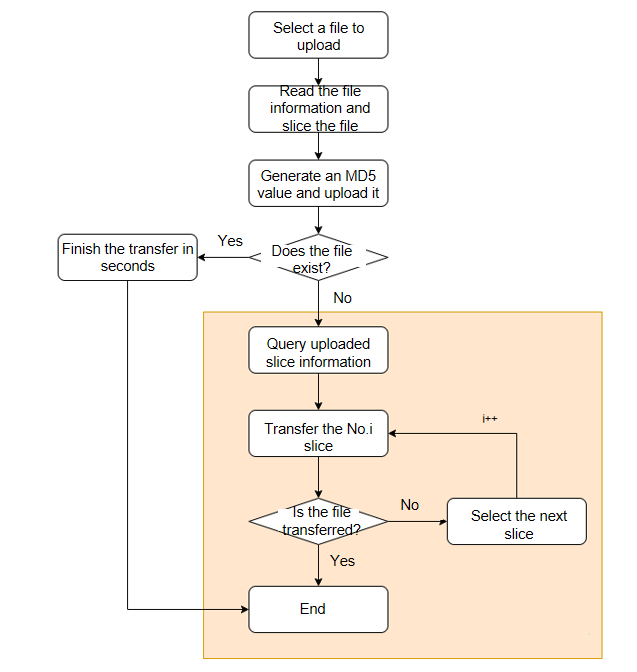 Select a file to
upload
Read the file
information and
slice the file
Generate an MD5
value and upload it
Does the file
exist?
Yes
Finish the transfer in
seconds
No
Query uploaded
slice information
Transfer the No.i
slice
i++
Is the file
transferred?
No
Select the next
slice
Yes
End